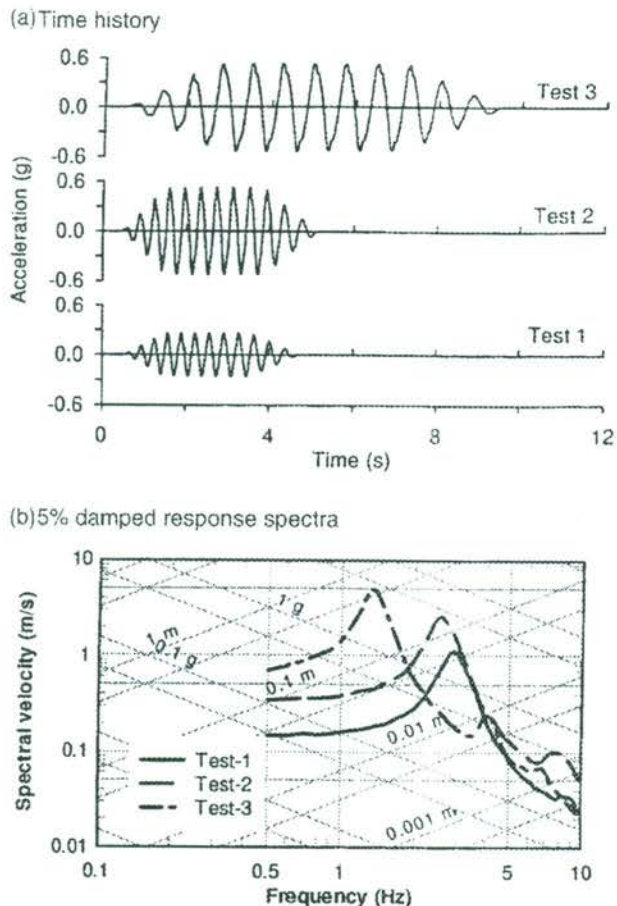 (a) Time history
0.6
0.0
-0.6
Test 3
0.6
0.0
-0.6
Test 2
0.6
0.0
-0.6
Test 1
Acceleration (g)
0
4
8
12
Time (s)
(b) 5% damped response spectra
10
1
0.1
0.01
Spectral velocity (m/s)
1 g
1 m
0.1 g
0.1 m
0.01 m
0.001 m
Test-1
Test-2
Test-3
0.1
0.5
1
5
10
Frequency (Hz)